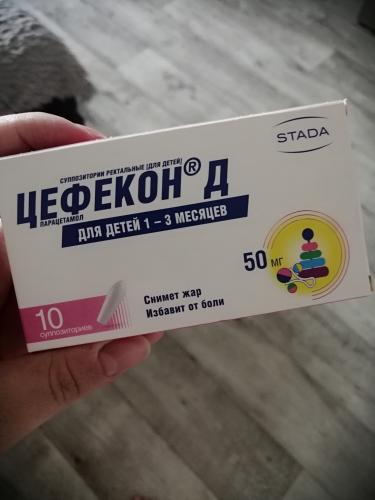 STADA
СУППОЗИТОРИИ РЕКТАЛЬНЫЕ [ДЛЯ ДЕТЕЙ]
ЦЕФЕКОН® Д
ПАРАЦЕТАМОЛ
ДЛЯ ДЕТЕЙ 1 – 3 МЕСЯЦЕВ
50 МГ
Снимет жар
Избавит от боли
10
суппозиториев